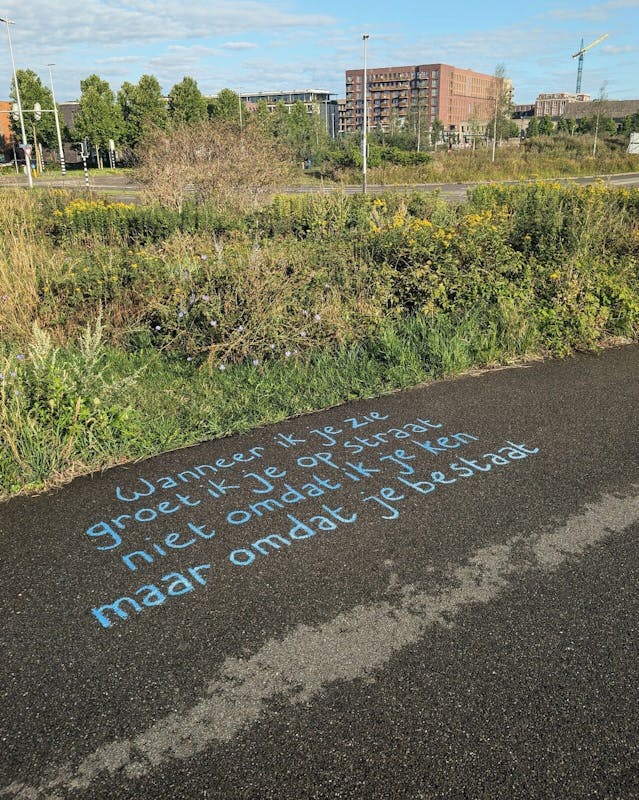 Wanneer ik je zie
groet ik je op straat
niet omdat ik je ken
maar omdat je bestaat